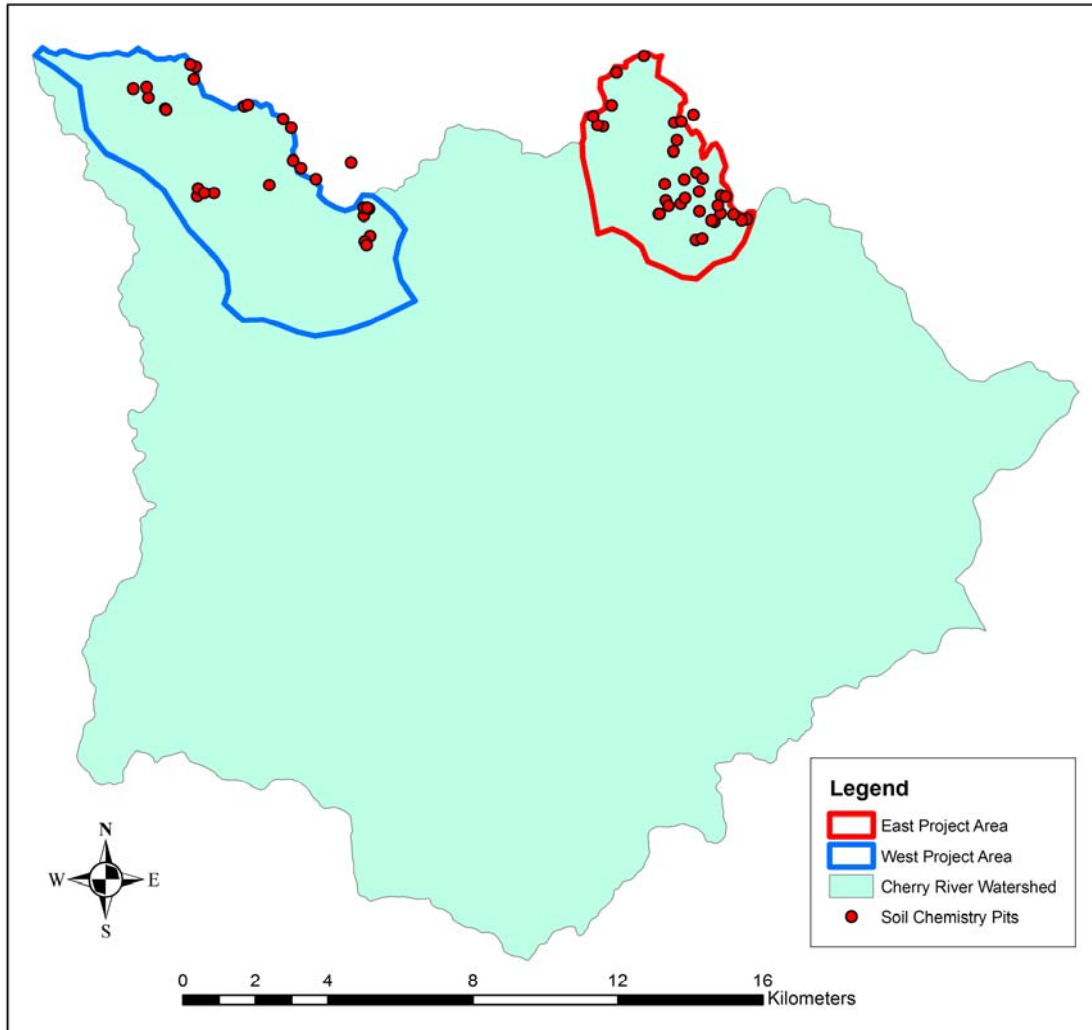 Legend
East Project Area
West Project Area
Cherry River Watershed
Soil Chemistry Pits
N
W E
S
0 2 4 8 12 16
Kilometers